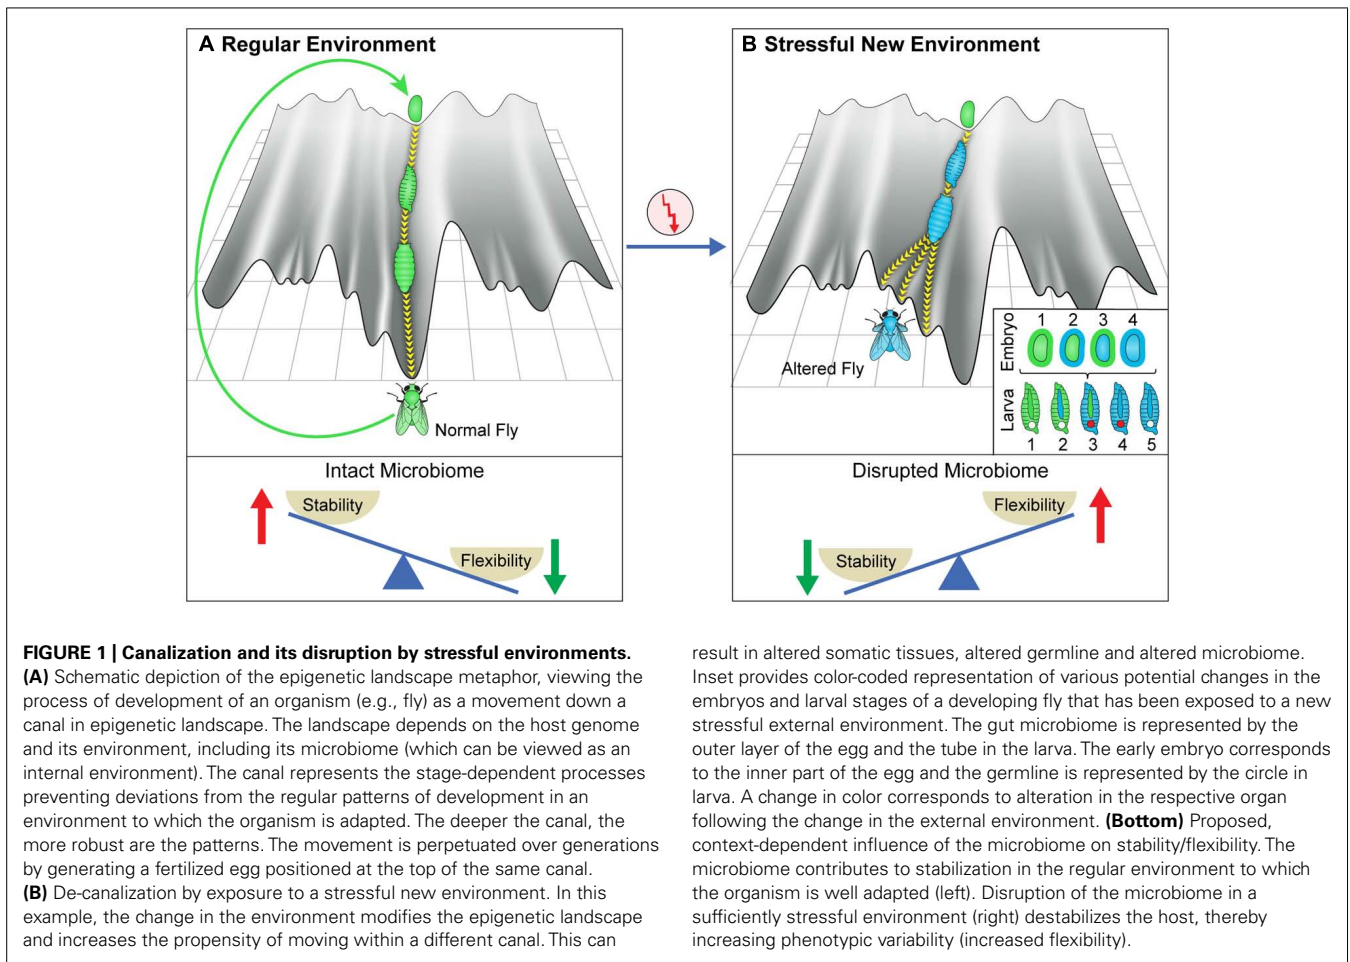 A Regular Environment
Normal Fly
Intact Microbiome
Stability
Flexibility
B Stressful New Environment
Altered Fly
Embryo
1 2 3 4
Larva
1 2 3 4 5
Disrupted Microbiome
Flexibility
Stability
FIGURE 1 | Canalization and its disruption by stressful environments.
(A) Schematic depiction of the epigenetic landscape metaphor, viewing the
process of development of an organism (e.g., fly) as a movement down a
canal in epigenetic landscape. The landscape depends on the host genome
and its environment, including its microbiome (which can be viewed as an
internal environment). The canal represents the stage-dependent processes
preventing deviations from the regular patterns of development in an
environment to which the organism is adapted. The deeper the canal, the
more robust are the patterns. The movement is perpetuated over generations
by generating a fertilized egg positioned at the top of the same canal.
(B) De-canalization by exposure to a stressful new environment. In this
example, the change in the environment modifies the epigenetic landscape
and increases the propensity of moving within a different canal. This can
result in altered somatic tissues, altered germline and altered microbiome.
Inset provides color-coded representation of various potential changes in the
embryos and larval stages of a developing fly that has been exposed to a new
stressful external environment. The gut microbiome is represented by the
outer layer of the egg and the tube in the larva. The early embryo corresponds
to the inner part of the egg and the germline is represented by the circle in
larva. A change in color corresponds to alteration in the respective organ
following the change in the external environment. (Bottom) Proposed,
context-dependent influence of the microbiome on stability/flexibility. The
microbiome contributes to stabilization in the regular environment to which
the organism is well adapted (left). Disruption of the microbiome in a
sufficiently stressful environment (right) destabilizes the host, thereby
increasing phenotypic variability (increased flexibility).